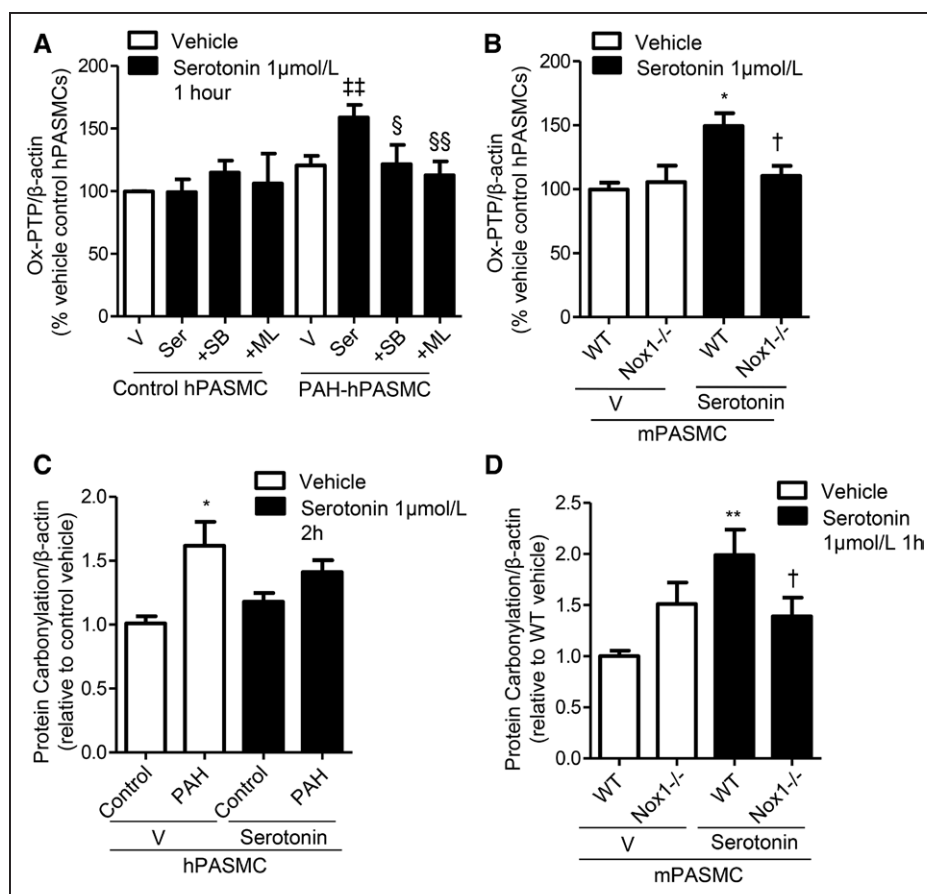 A
Vehicle
Serotonin 1µmol/L
1 hour
Ox-PTP/β-actin
(% vehicle control hPASMCs)
200
150
100
50
0
‡‡
§
§§
V
Ser
+SB
+ML
V
Ser
+SB
+ML
Control hPASMC
PAH-hPASMC
B
Vehicle
Serotonin 1µmol/L
Ox-PTP/β-actin
(% vehicle control hPASMCs)
200
150
100
50
0
*
†
WT
Nox1-/-
WT
Nox1-/-
V
Serotonin
mPASMC
C
Vehicle
Serotonin 1µmol/L
2h
Protein Carbonylation/β-actin
(relative to control vehicle)
2.0
1.5
1.0
0.5
0.0
*
Control
PAH
Control
PAH
V
Serotonin
hPASMC
D
Vehicle
Serotonin
1µmol/L 1h
Protein Carbonylation/β-actin
(relative to WT vehicle)
2.5
2.0
1.5
1.0
0.5
0.0
**
†
WT
Nox1-/-
WT
Nox1-/-
V
Serotonin
mPASMC